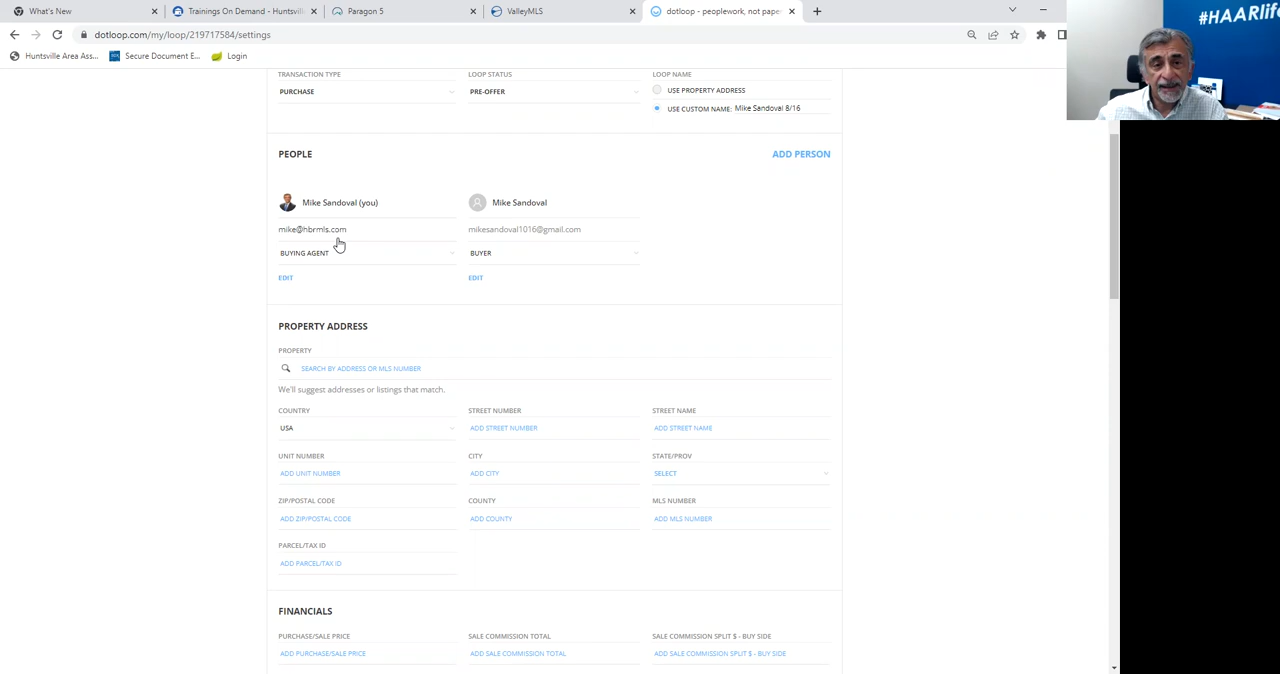 What's New
Trainings On Demand - Huntsvill
Paragon 5
ValleyMLS
dotloop - peoplework, not pape
dotloop.com/my/loop/219717584/settings
Huntsville Area Ass...
Secure Document E...
Login
#HAARlife
TRANSACTION TYPE
LOOP STATUS
LOOP NAME
PURCHASE
PRE-OFFER
USE PROPERTY ADDRESS
USE CUSTOM NAME: Mike Sandoval 8/16
PEOPLE
ADD PERSON
Mike Sandoval (you)
Mike Sandoval
mike@hbrmls.com
mikesandoval1016@gmail.com
BUYING AGENT
BUYER
EDIT
EDIT
PROPERTY ADDRESS
PROPERTY
SEARCH BY ADDRESS OR MLS NUMBER
We'll suggest addresses or listings that match.
COUNTRY
STREET NUMBER
STREET NAME
USA
ADD STREET NUMBER
ADD STREET NAME
UNIT NUMBER
CITY
STATE/PROV
ADD UNIT NUMBER
ADD CITY
SELECT
ZIP/POSTAL CODE
COUNTY
MLS NUMBER
ADD ZIP/POSTAL CODE
ADD COUNTY
ADD MLS NUMBER
PARCEL/TAX ID
ADD PARCEL/TAX ID
FINANCIALS
PURCHASE/SALE PRICE
SALE COMMISSION TOTAL
SALE COMMISSION SPLIT $ - BUY SIDE
ADD PURCHASE/SALE PRICE
ADD SALE COMMISSION TOTAL
ADD SALE COMMISSION SPLIT $ - BUY SIDE